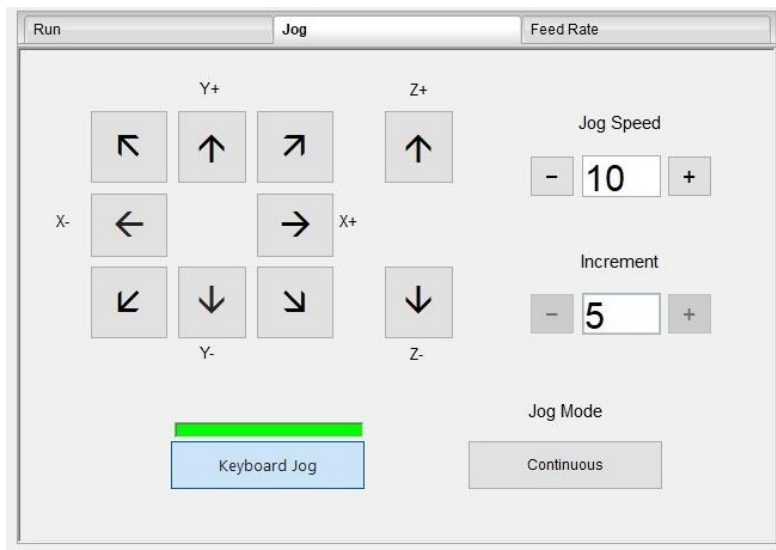 Run
Jog
Feed Rate
Y+
Z+
Jog Speed
- 10 +
X-
X+
Increment
- 5 +
Y-
Z-
Jog Mode
Keyboard Jog
Continuous